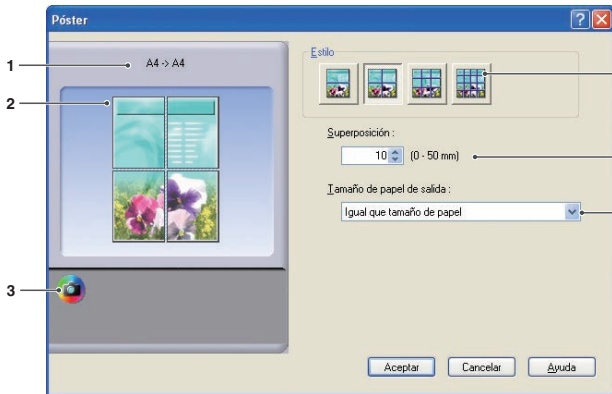 Póster
1
A4 -> A4
2
3
Estilo
Superposición :
10 (0 - 50 mm)
Tamaño de papel de salida :
Igual que tamaño de papel
Aceptar Cancelar Ayuda